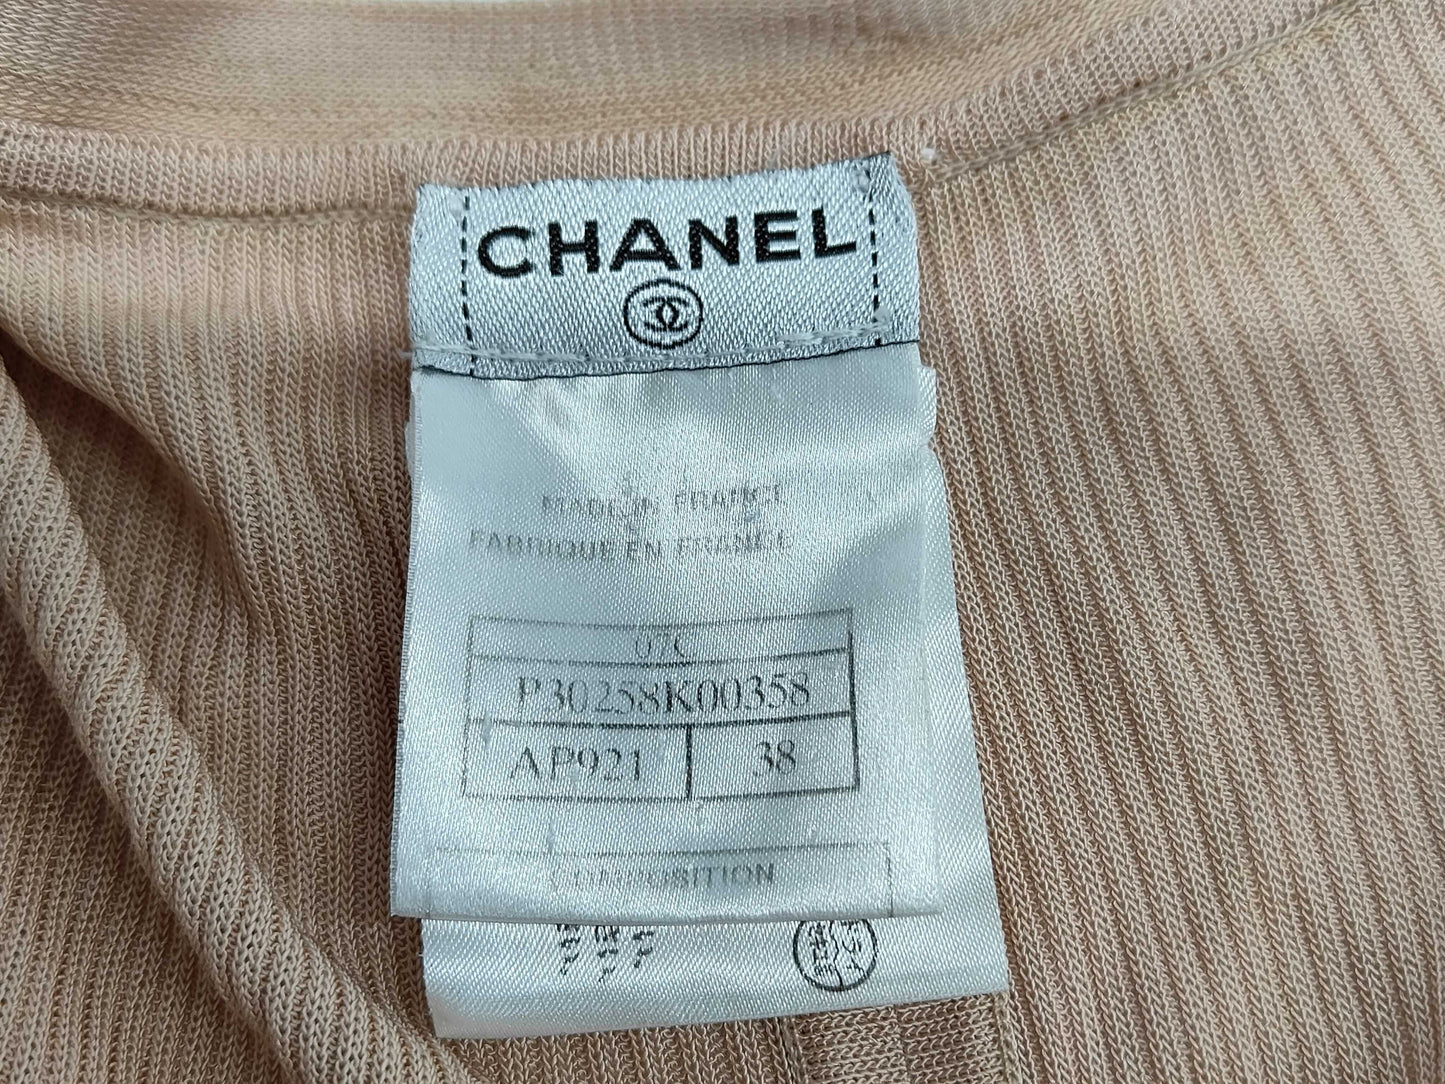 CHANEL
MADE IN FRANCE
FABRIQUE EN FRANCE
07C
P30258K00358
AP921 38
COMPOSITION